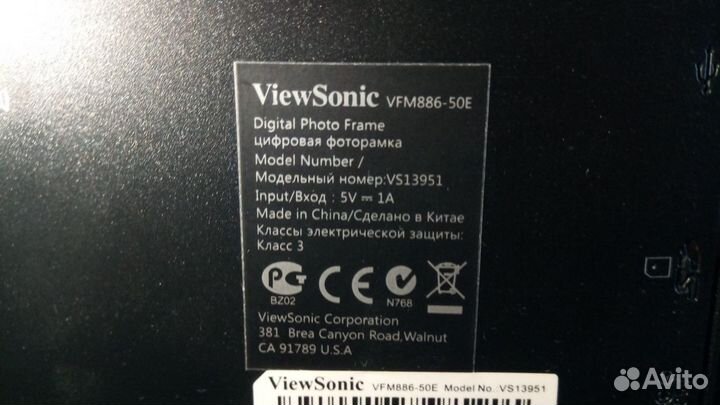 ViewSonic VFM886-50E
Digital Photo Frame
цифровая фоторамка
Model Number /
Модельный номер:VS13951
Input/Вход : 5V ⎓ 1A
Made in China/Сделано в Китае
Классы электрической защиты:
Класс 3
РСТ CE
BZ02 N768
ViewSonic Corporation
381 Brea Canyon Road,Walnut
CA 91789 U.S.A
ViewSonic VFM886-50E Model No. VS13951
Avito